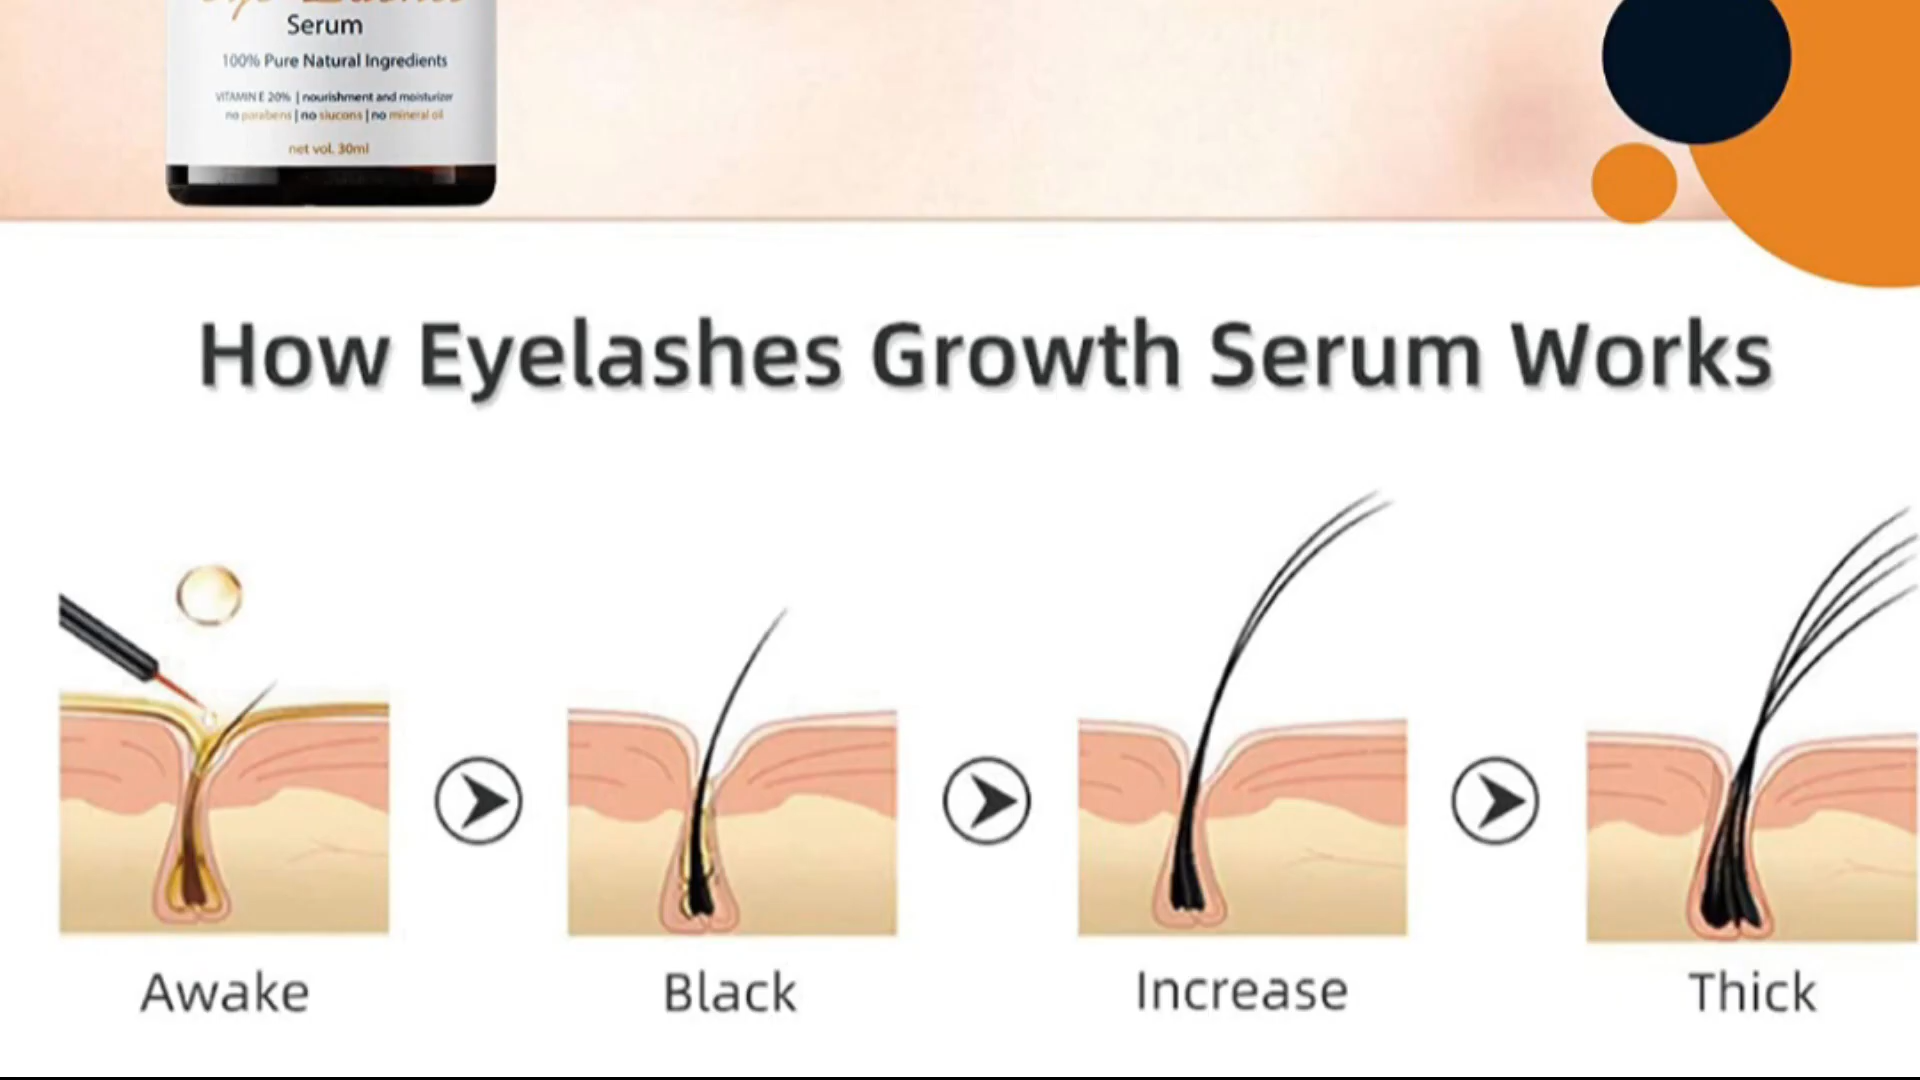 Serum
100% Pure Natural Ingredients
VITAMIN E 20% | nourishment and moisturizer
no parabens | no siucons | no mineral oil
net vol. 30ml
How Eyelashes Growth Serum Works
Awake
Black
Increase
Thick